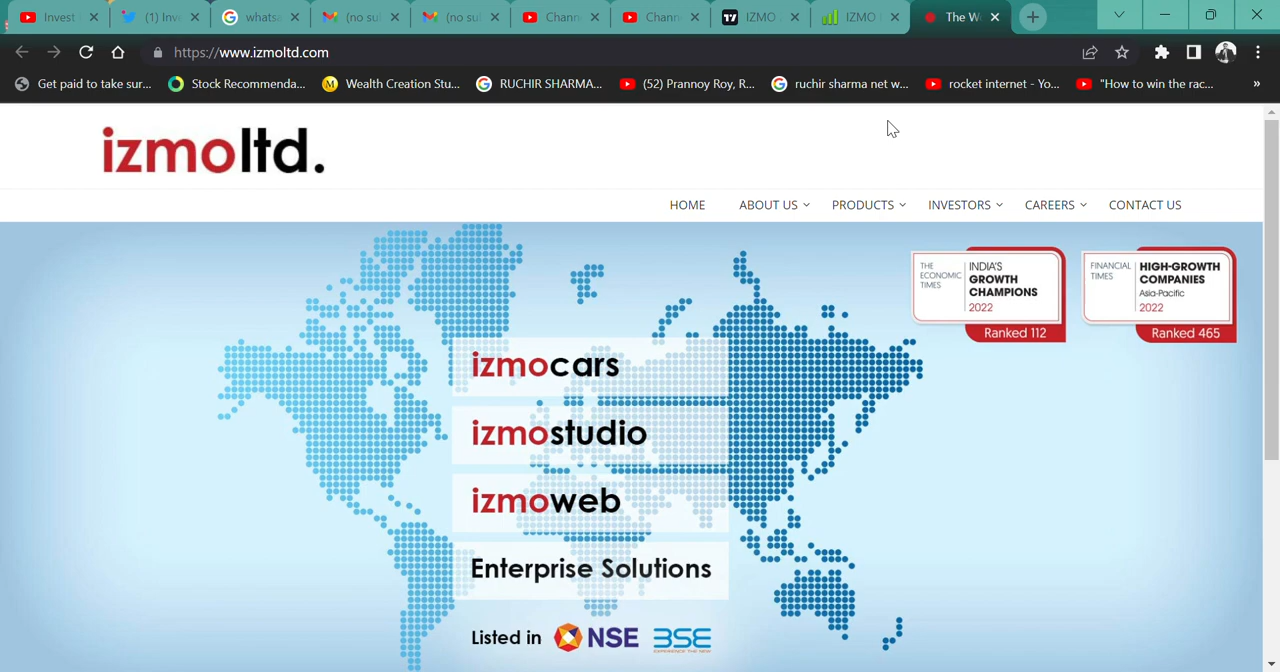 Invest
(1) Inv
whats
(no su
(no su
Chann
Chann
IZMO
IZMO
The W
https://www.izmoltd.com
Get paid to take sur...
Stock Recommenda...
Wealth Creation Stu...
RUCHIR SHARMA...
(52) Prannoy Roy, R...
ruchir sharma net w...
rocket internet - Yo...
"How to win the rac...
»
izmoltd.
HOME
ABOUT US
PRODUCTS
INVESTORS
CAREERS
CONTACT US
THE
ECONOMIC
TIMES
INDIA'S
GROWTH
CHAMPIONS
2022
Ranked 112
FINANCIAL
TIMES
HIGH-GROWTH
COMPANIES
Asia-Pacific
2022
Ranked 465
izmocars
izmostudio
izmoweb
Enterprise Solutions
Listed in NSE BSE
EXPERIENCE THE NEW